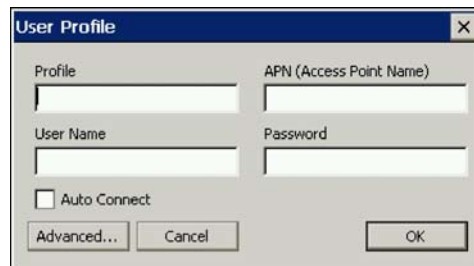 User Profile
Profile
APN (Access Point Name)
User Name
Password
Auto Connect
Advanced...
Cancel
OK